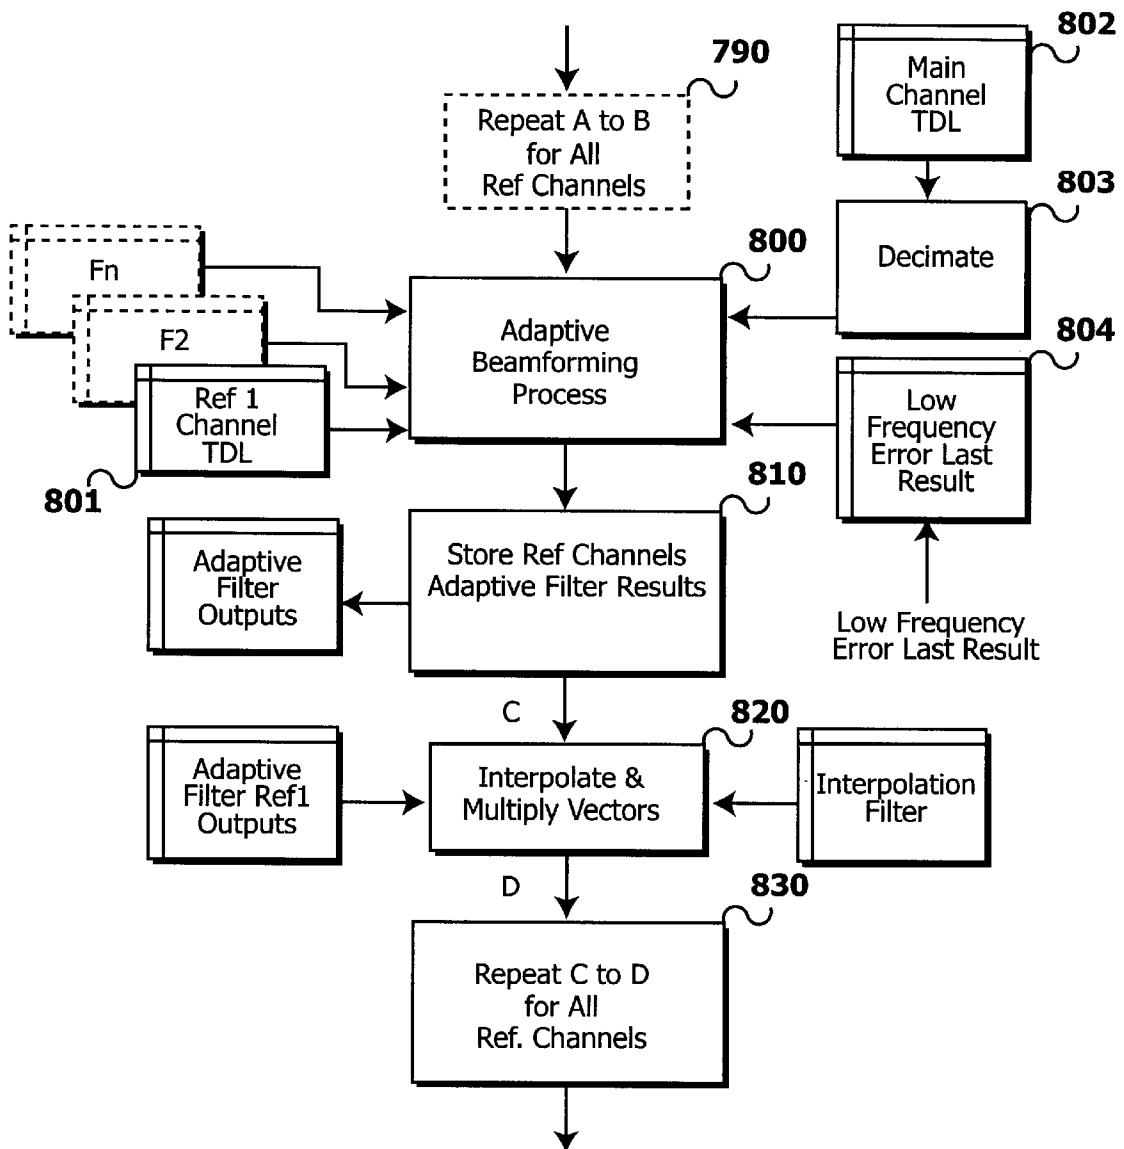 790
Repeat A to B
for All
Ref Channels
802
Main
Channel
TDL
803
Decimate
Fn
F2
Ref 1
Channel
TDL
801
800
Adaptive
Beamforming
Process
804
Low
Frequency
Error Last
Result
Low Frequency
Error Last Result
810
Store Ref Channels
Adaptive Filter Results
Adaptive
Filter
Outputs
C
820
Interpolate &
Multiply Vectors
Adaptive
Filter Ref1
Outputs
Interpolation
Filter
D
830
Repeat C to D
for All
Ref. Channels